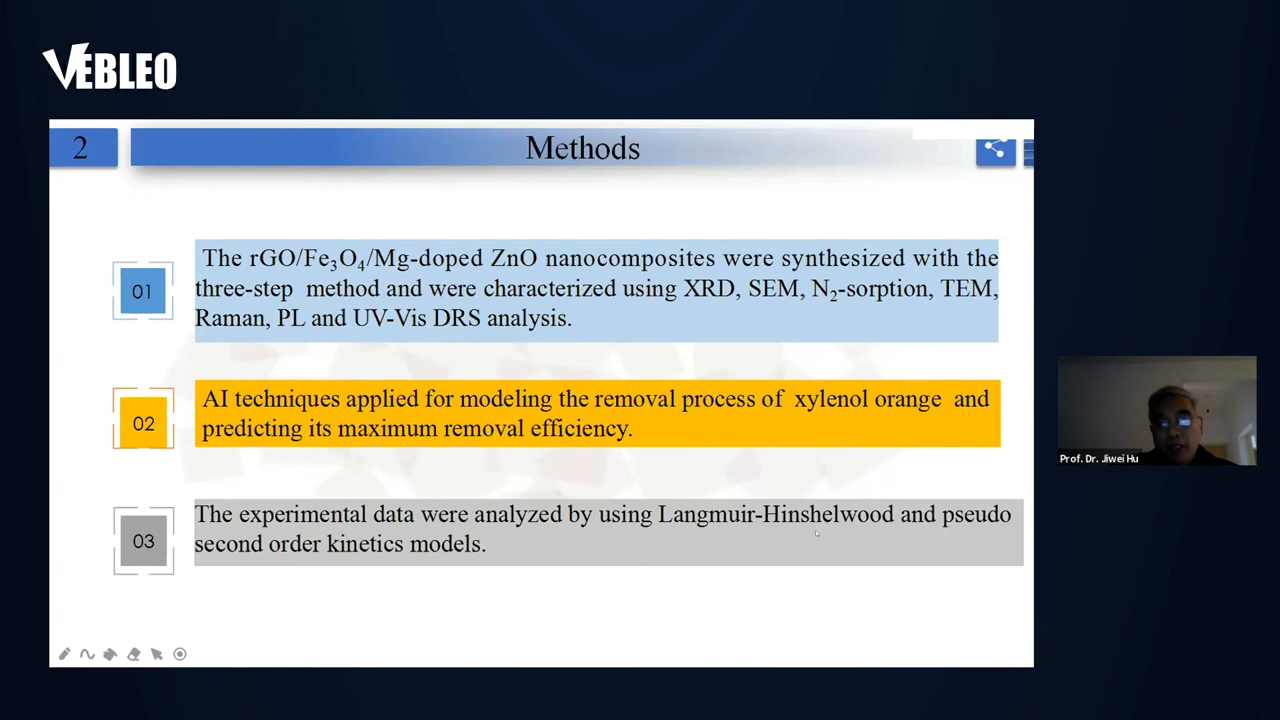 VEBLEO
2
Methods
01
The rGO/Fe₃O₄/Mg-doped ZnO nanocomposites were synthesized with the
three-step method and were characterized using XRD, SEM, N₂-sorption, TEM,
Raman, PL and UV-Vis DRS analysis.
02
AI techniques applied for modeling the removal process of xylenol orange and
predicting its maximum removal efficiency.
03
The experimental data were analyzed by using Langmuir-Hinshelwood and pseudo
second order kinetics models.
Prof. Dr. Jiwei Hu